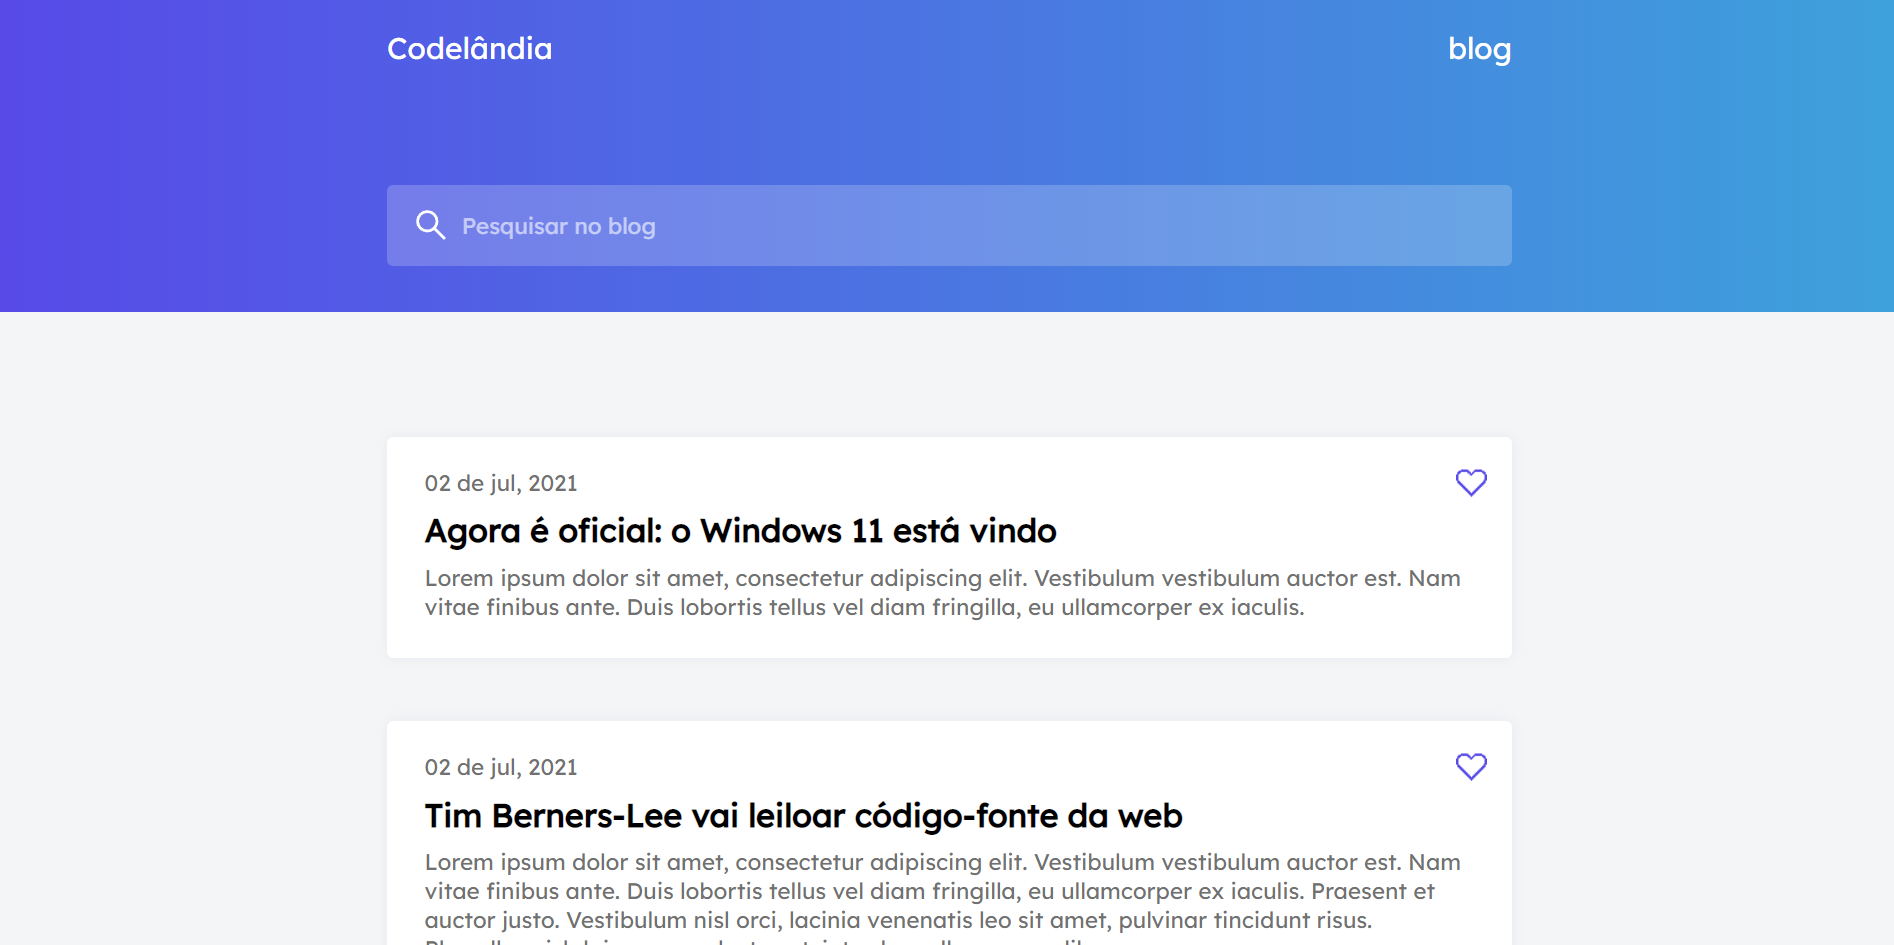 Codelândia
blog
Pesquisar no blog
02 de jul, 2021
Agora é oficial: o Windows 11 está vindo
Lorem ipsum dolor sit amet, consectetur adipiscing elit. Vestibulum vestibulum auctor est. Nam
vitae finibus ante. Duis lobortis tellus vel diam fringilla, eu ullamcorper ex iaculis.
02 de jul, 2021
Tim Berners-Lee vai leiloar código-fonte da web
Lorem ipsum dolor sit amet, consectetur adipiscing elit. Vestibulum vestibulum auctor est. Nam
vitae finibus ante. Duis lobortis tellus vel diam fringilla, eu ullamcorper ex iaculis. Praesent et
auctor justo. Vestibulum nisl orci, lacinia venenatis leo sit amet, pulvinar tincidunt risus.